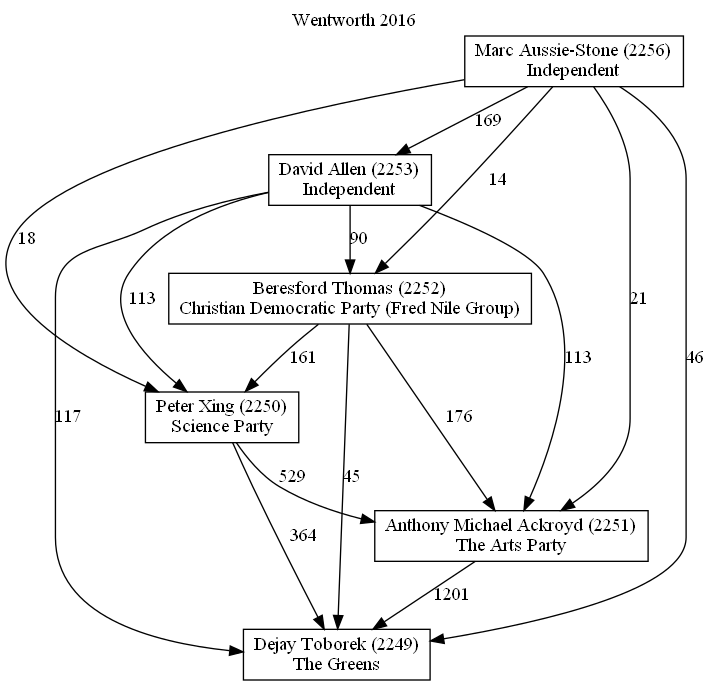 Wentworth 2016
Marc Aussie-Stone (2256)
Independent
169
David Allen (2253)
Independent
14
18
90
113
Beresford Thomas (2252)
Christian Democratic Party (Fred Nile Group)
21
46
161
113
117
Peter Xing (2250)
Science Party
176
529
45
364
Anthony Michael Ackroyd (2251)
The Arts Party
1201
Dejay Toborek (2249)
The Greens